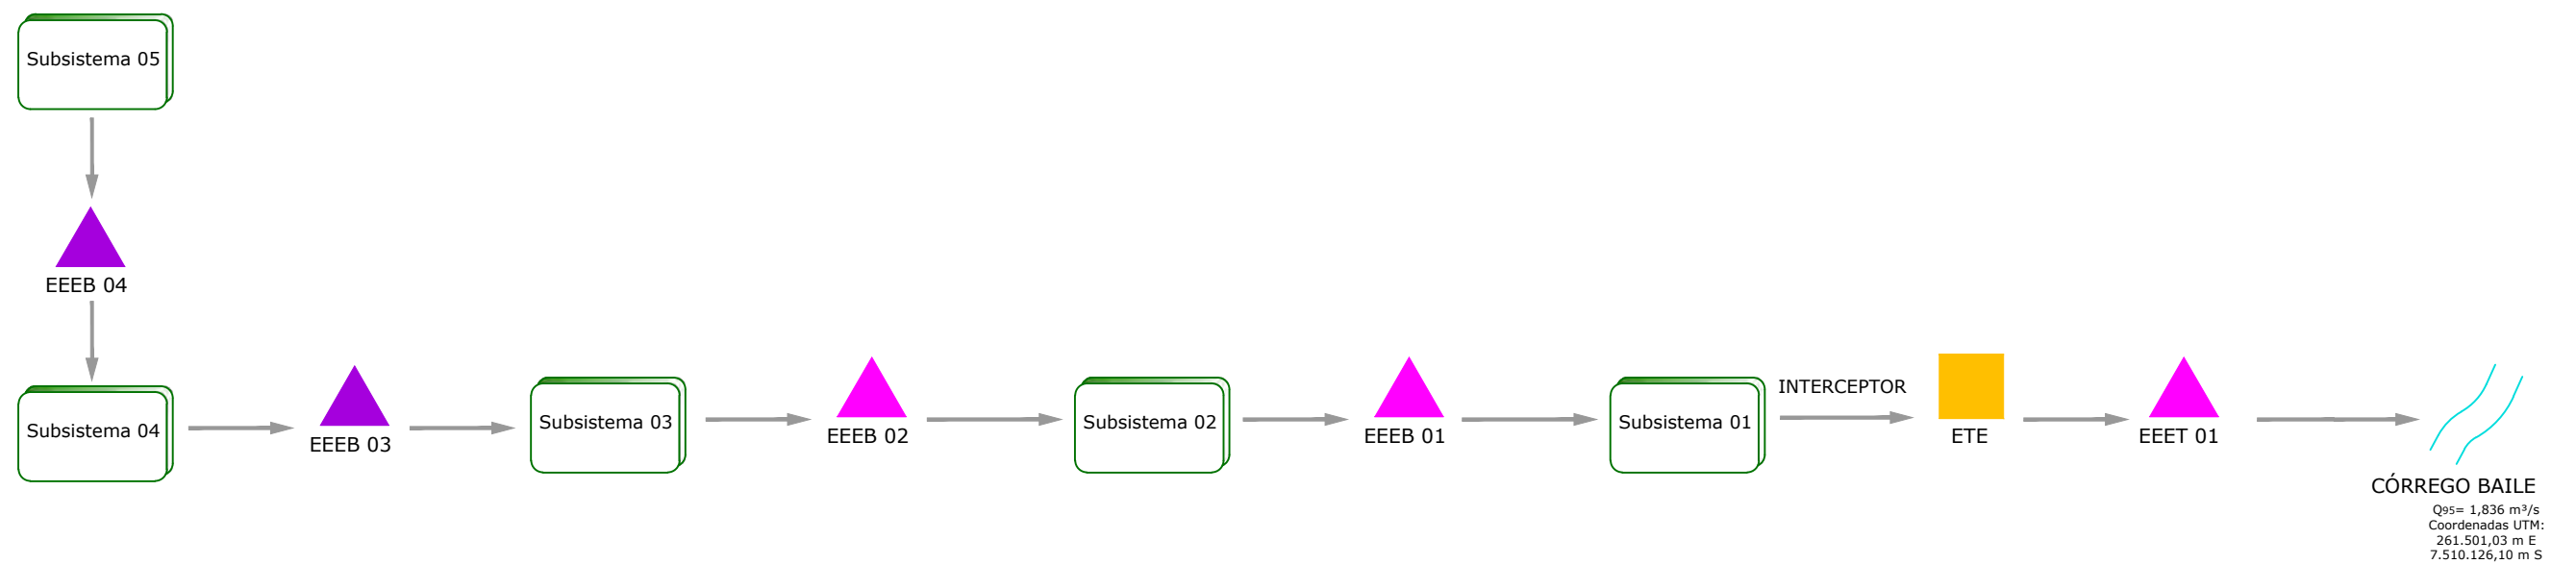 Subsistema 05
EEEB 04
Subsistema 04
EEEB 03
Subsistema 03
EEEB 02
Subsistema 02
EEEB 01
Subsistema 01
INTERCEPTOR
ETE
EEET 01
CÓRREGO BAILE
Q95= 1,836 m³/s
Coordenadas UTM:
261.501,03 m E
7.510.126,10 m S